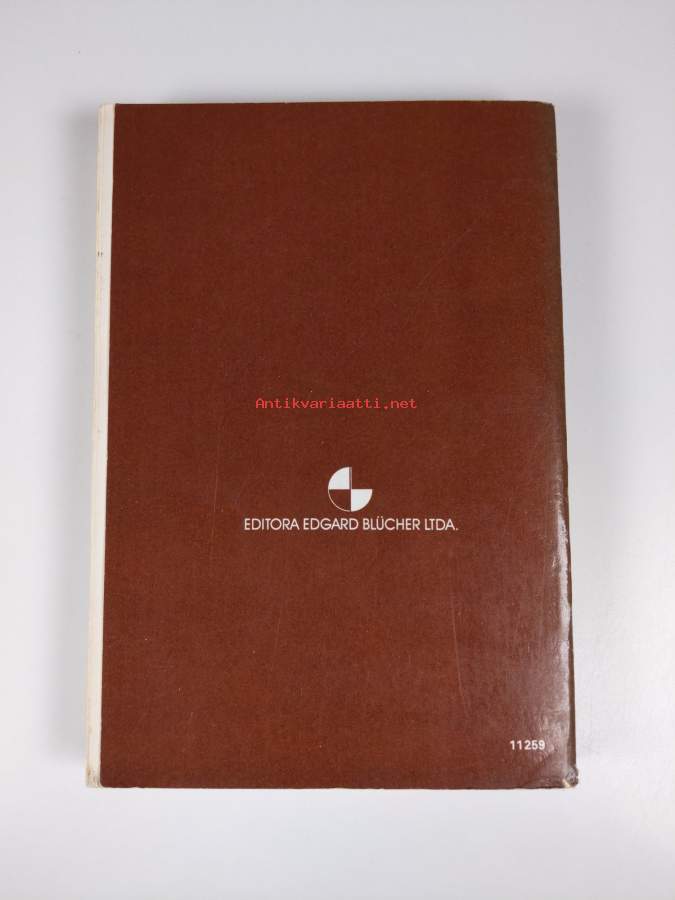 Antikvariaatti.net
EDITORA EDGARD BLÜCHER LTDA.
11259